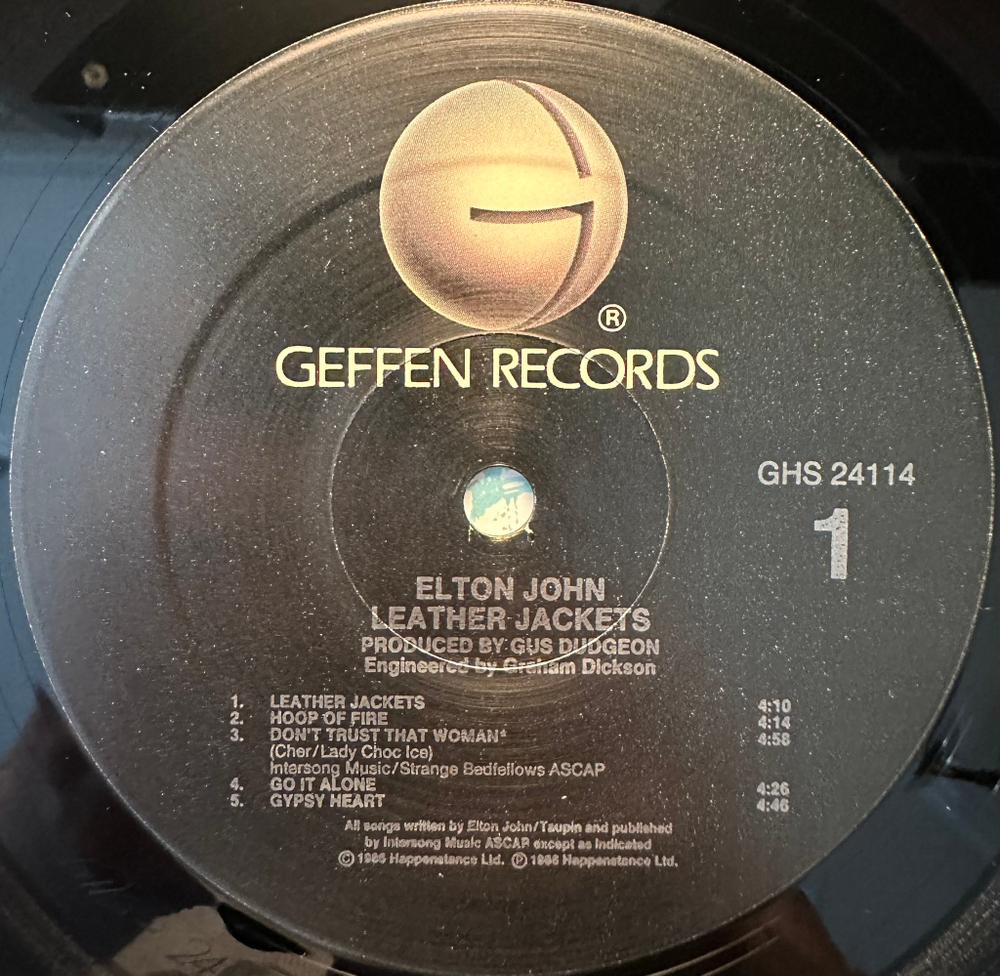 ®
GEFFEN RECORDS
GHS 24114
1
ELTON JOHN
LEATHER JACKETS
PRODUCED BY GUS DUDGEON
Engineered by Graham Dickson
1. LEATHER JACKETS 4:10
2. HOOP OF FIRE 4:14
3. DON'T TRUST THAT WOMAN* 4:58
(Cher/Lady Choc Ice)
Intersong Music/Strange Bedfellows ASCAP
4. GO IT ALONE 4:26
5. GYPSY HEART 4:46
All songs written by Elton John/Taupin and published
by Intersong Music ASCAP except as indicated
© 1986 Happenstance Ltd. ℗ 1986 Happenstance Ltd.